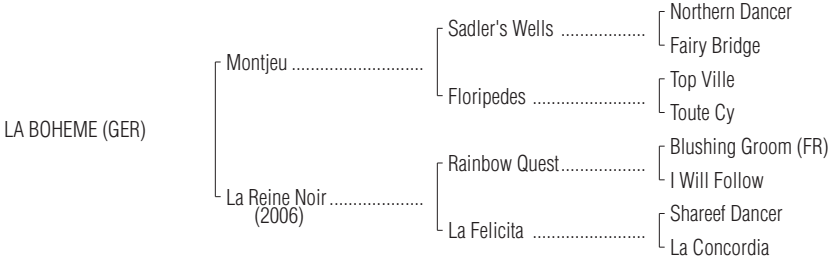 Northern Dancer
Sadler's Wells ..................
Fairy Bridge
Montjeu ............................
Top Ville
Floripedes ........................
Toute Cy
LA BOHEME (GER)
Blushing Groom (FR)
Rainbow Quest..................
I Will Follow
La Reine Noir ....................
(2006)
Shareef Dancer
La Felicita ........................
La Concordia